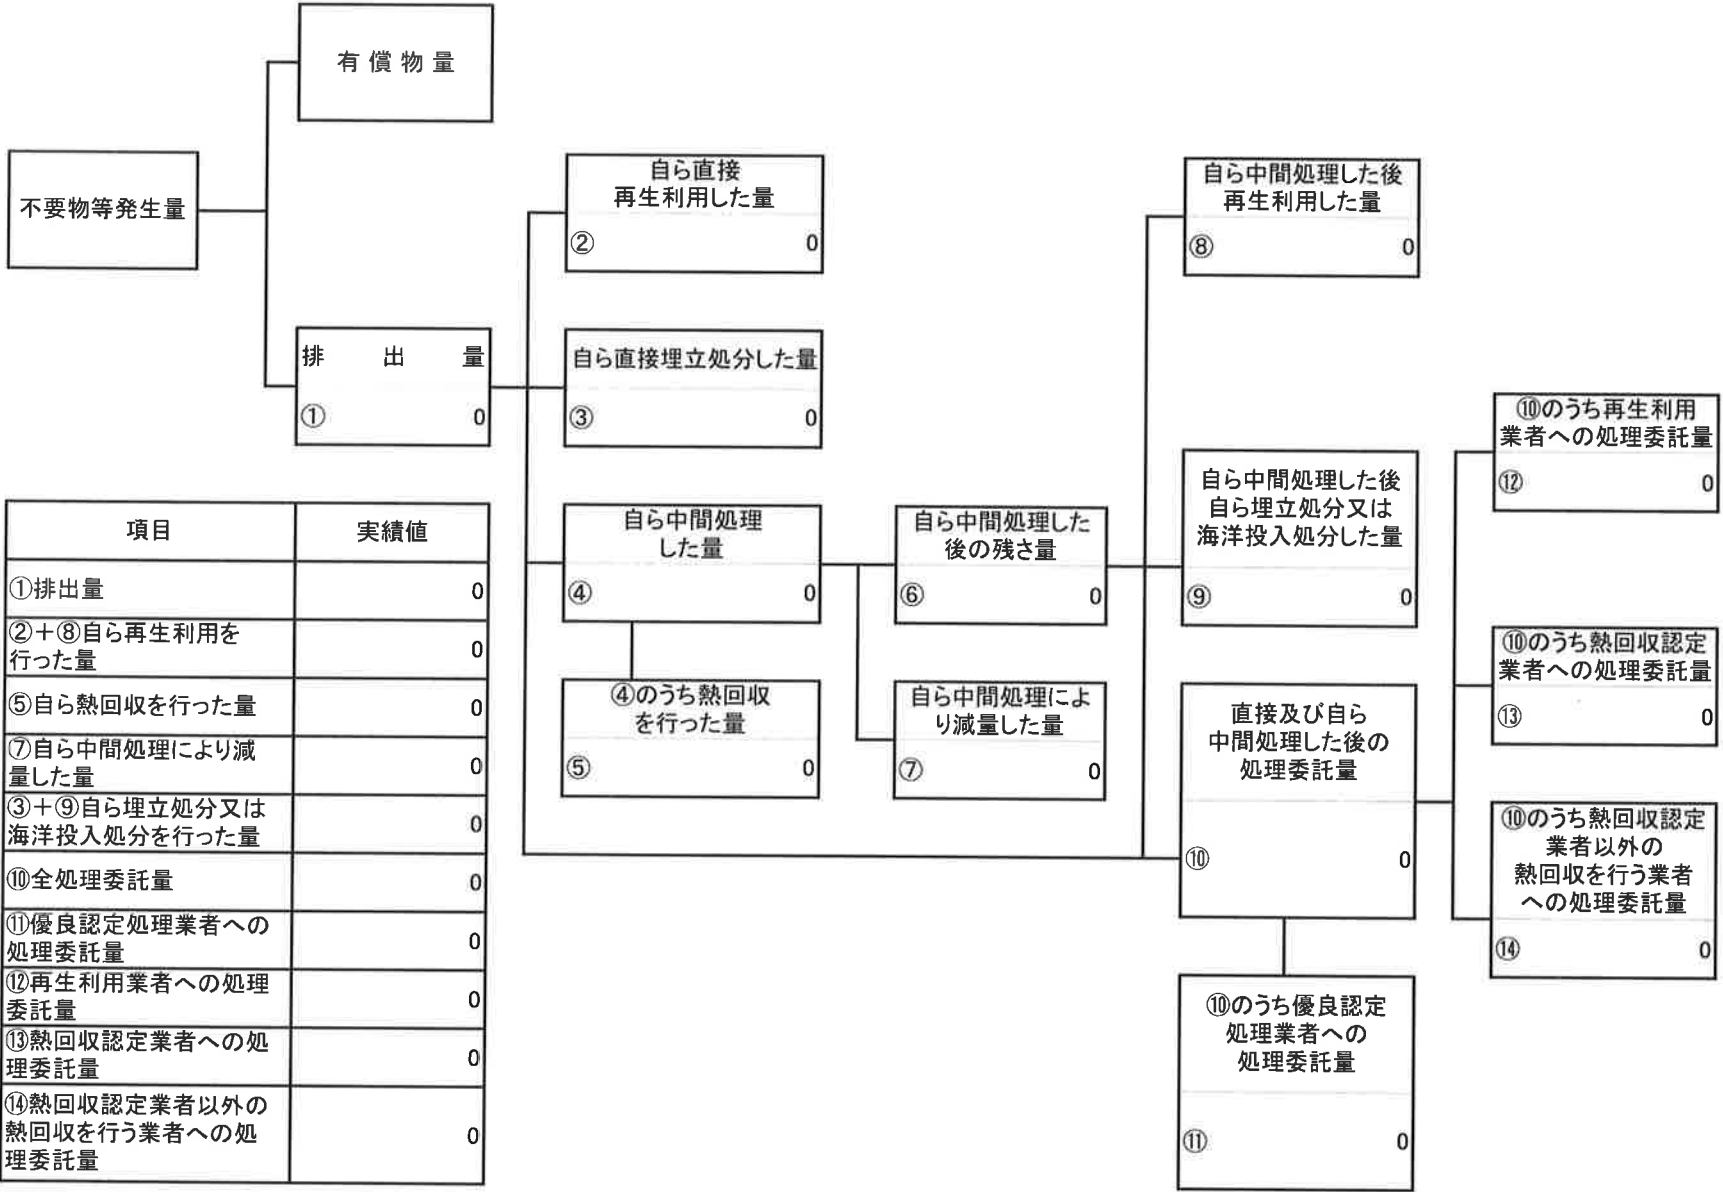 有償物量
不要物等発生量
排出量
① 0
自ら直接
再生利用した量
② 0
自ら直接埋立処分した量
③ 0
自ら中間処理
した量
④ 0
④のうち熱回収
を行った量
⑤ 0
自ら中間処理した
後の残さ量
⑥ 0
自ら中間処理によ
り減量した量
⑦ 0
自ら中間処理した後
再生利用した量
⑧ 0
自ら中間処理した後
自ら埋立処分又は
海洋投入処分した量
⑨ 0
直接及び自ら
中間処理した後の
処理委託量
⑩ 0
⑩のうち優良認定
処理業者への
処理委託量
⑪ 0
⑩のうち再生利用
業者への処理委託量
⑫ 0
⑩のうち熱回収認定
業者への処理委託量
⑬ 0
⑩のうち熱回収認定
業者以外の
熱回収を行う業者
への処理委託量
⑭ 0
項目 実績値
①排出量 0
②+⑧自ら再生利用を
行った量 0
⑤自ら熱回収を行った量 0
⑦自ら中間処理により減
量した量 0
③+⑨自ら埋立処分又は
海洋投入処分を行った量 0
⑩全処理委託量 0
⑪優良認定処理業者への
処理委託量 0
⑫再生利用業者への処理
委託量 0
⑬熱回収認定業者への処
理委託量 0
⑭熱回収認定業者以外の
熱回収を行う業者への処
理委託量 0